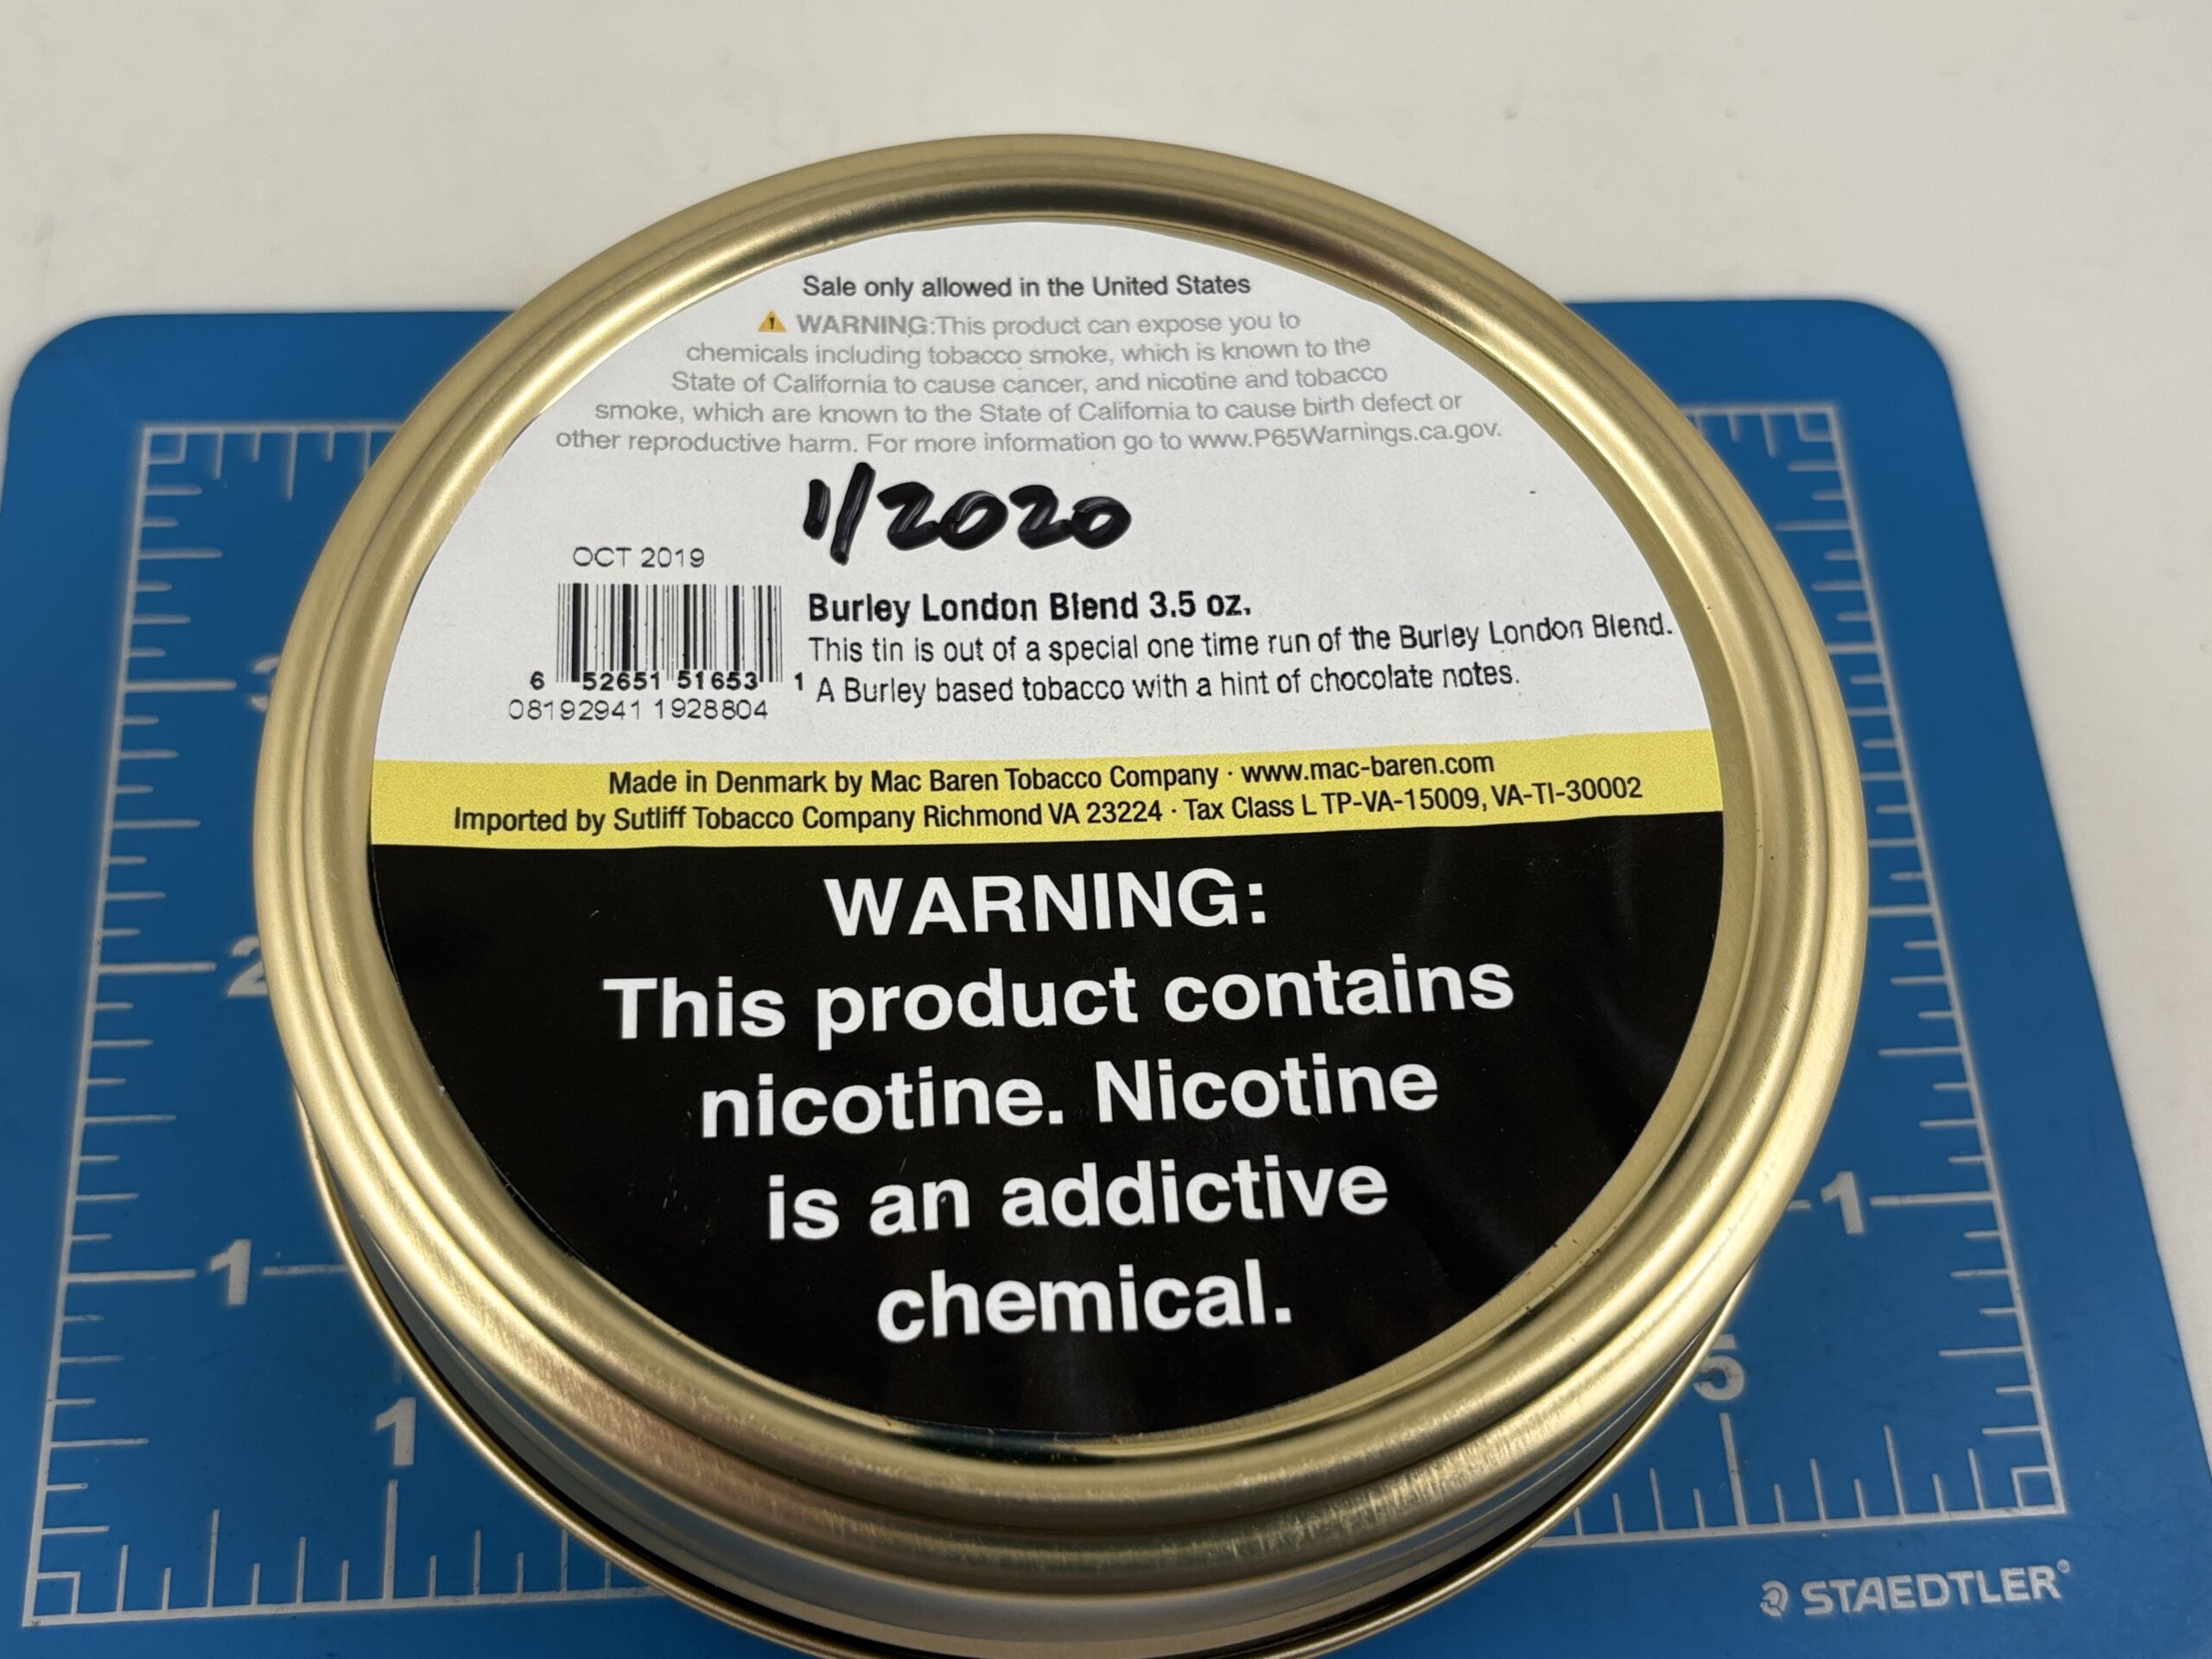 Sale only allowed in the United States
⚠ WARNING:This product can expose you to
chemicals including tobacco smoke, which is known to the
State of California to cause cancer, and nicotine and tobacco
smoke, which are known to the State of California to cause birth defect or
other reproductive harm. For more information go to www.P65Warnings.ca.gov.
1/2020
OCT 2019
6 52651 51653 1
08192941 1928804
Burley London Blend 3.5 oz.
This tin is out of a special one time run of the Burley London Blend.
A Burley based tobacco with a hint of chocolate notes.
Made in Denmark by Mac Baren Tobacco Company · www.mac-baren.com
Imported by Sutliff Tobacco Company Richmond VA 23224 · Tax Class L TP-VA-15009, VA-TI-30002
WARNING:
This product contains
nicotine. Nicotine
is an addictive
chemical.
3
2
1
1
1
5
STAEDTLER®